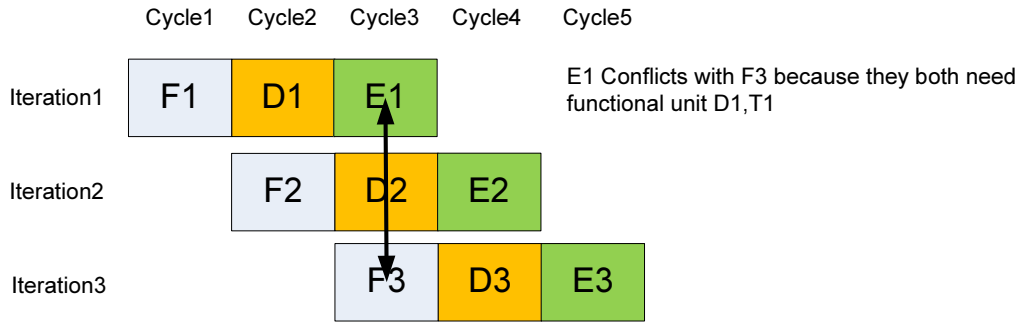 Cycle1 Cycle2 Cycle3 Cycle4 Cycle5
Iteration1 F1 D1 E1
E1 Conflicts with F3 because they both need
functional unit D1,T1
Iteration2 F2 D2 E2
Iteration3 F3 D3 E3